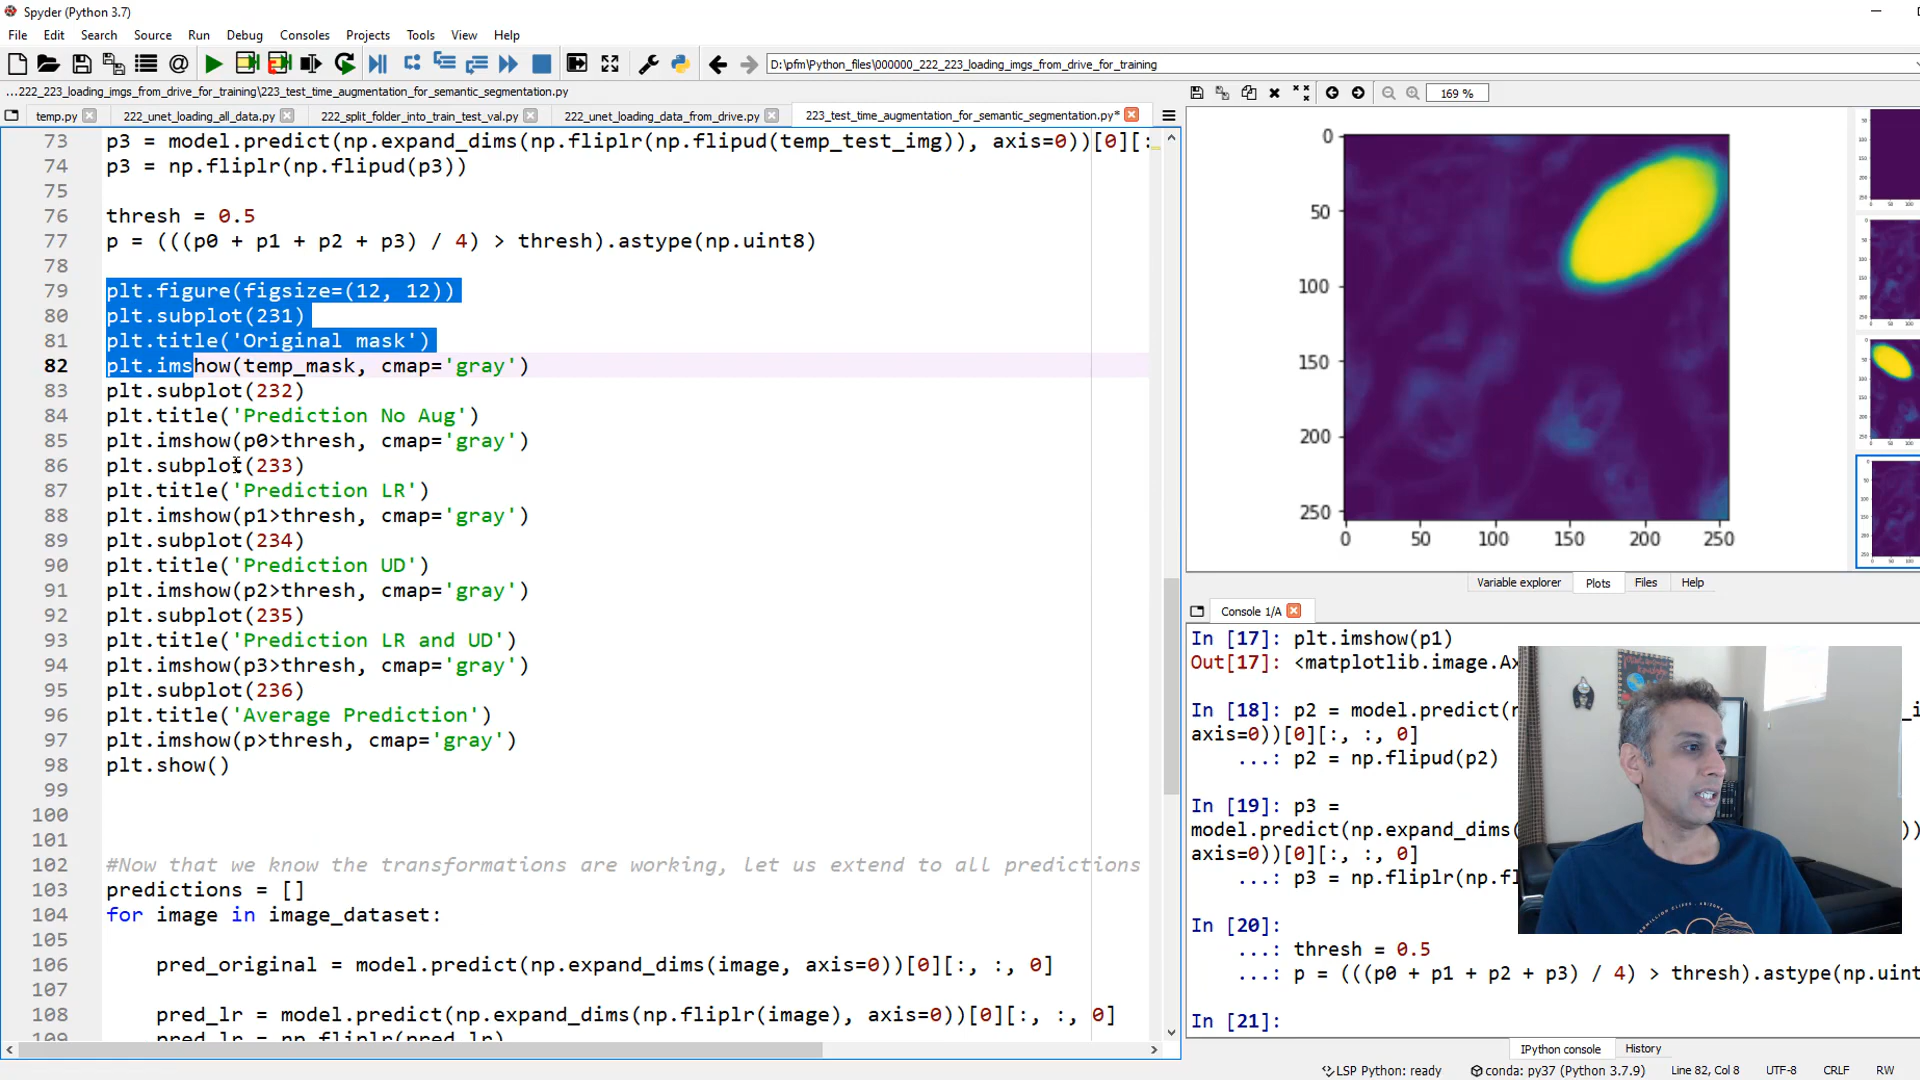 Spyder (Python 3.7)
File Edit Search Source Run Debug Consoles Projects Tools View Help
D:\pfm\Python_files\000000_222_223_loading_imgs_from_drive_for_training
...222_223_loading_imgs_from_drive_for_training\223_test_time_augmentation_for_semantic_segmentation.py
temp.py 222_unet_loading_all_data.py 222_split_folder_into_train_test_val.py 222_unet_loading_data_from_drive.py 223_test_time_augmentation_for_semantic_segmentation.py*
73 p3 = model.predict(np.expand_dims(np.fliplr(np.flipud(temp_test_img)), axis=0))[0][:
74 p3 = np.fliplr(np.flipud(p3))
75
76 thresh = 0.5
77 p = (((p0 + p1 + p2 + p3) / 4) > thresh).astype(np.uint8)
78
79 plt.figure(figsize=(12, 12))
80 plt.subplot(231)
81 plt.title('Original mask')
82 plt.imshow(temp_mask, cmap='gray')
83 plt.subplot(232)
84 plt.title('Prediction No Aug')
85 plt.imshow(p0>thresh, cmap='gray')
86 plt.subplot(233)
87 plt.title('Prediction LR')
88 plt.imshow(p1>thresh, cmap='gray')
89 plt.subplot(234)
90 plt.title('Prediction UD')
91 plt.imshow(p2>thresh, cmap='gray')
92 plt.subplot(235)
93 plt.title('Prediction LR and UD')
94 plt.imshow(p3>thresh, cmap='gray')
95 plt.subplot(236)
96 plt.title('Average Prediction')
97 plt.imshow(p>thresh, cmap='gray')
98 plt.show()
99
100
101
102 #Now that we know the transformations are working, let us extend to all predictions
103 predictions = []
104 for image in image_dataset:
105
106 pred_original = model.predict(np.expand_dims(image, axis=0))[0][:, :, 0]
107
108 pred_lr = model.predict(np.expand_dims(np.fliplr(image), axis=0))[0][:, :, 0]
109 pred_lr = np.fliplr(pred_lr)
169 %
0
50
100
150
200
250
0 50 100 150 200 250
Variable explorer Plots Files Help
Console 1/A
In [17]: plt.imshow(p1)
Out[17]: <matplotlib.image.Ax
In [18]: p2 = model.predict(n
axis=0))[0][:, :, 0]
...: p2 = np.flipud(p2)
In [19]: p3 =
model.predict(np.expand_dims(
axis=0))[0][:, :, 0]
...: p3 = np.fliplr(np.fl
In [20]:
...: thresh = 0.5
...: p = (((p0 + p1 + p2 + p3) / 4) > thresh).astype(np.uint
In [21]:
IPython console History
LSP Python: ready conda: py37 (Python 3.7.9) Line 82, Col 8 UTF-8 CRLF RW